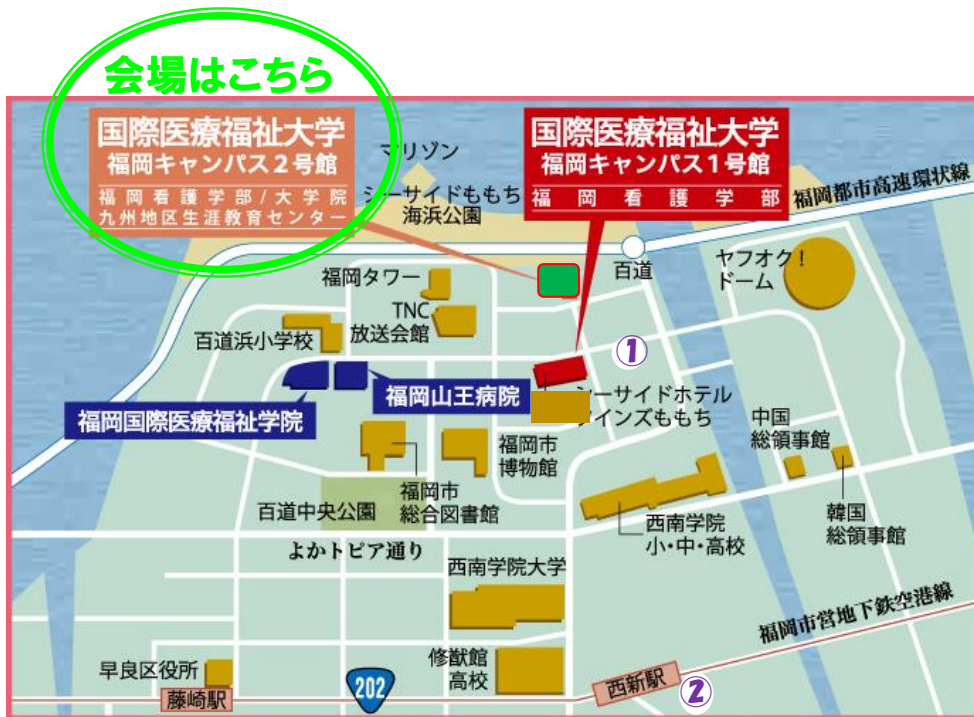 会場はこちら
国際医療福祉大学
福岡キャンパス2号館
福岡看護学部/大学院
九州地区生涯教育センター
国際医療福祉大学
福岡キャンパス1号館
福岡看護学部
マリゾン
シーサイドももち
海浜公園
福岡都市高速環状線
百道
ヤフオク!
ドーム
福岡タワー
TNC
放送会館
百道浜小学校
①
福岡山王病院
福岡国際医療福祉学院
シーサイドホテル
インズももち
中国
総領事館
福岡市
博物館
福岡市
総合図書館
百道中央公園
西南学院
小・中・高校
韓国
総領事館
よかトピア通り
西南学院大学
福岡市営地下鉄空港線
修猷館
高校
早良区役所
藤崎駅
202
西新駅
②